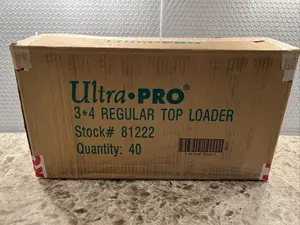 Ultra•PRO®
3*4 REGULAR TOP LOADER
Stock# 81222
Quantity: 40